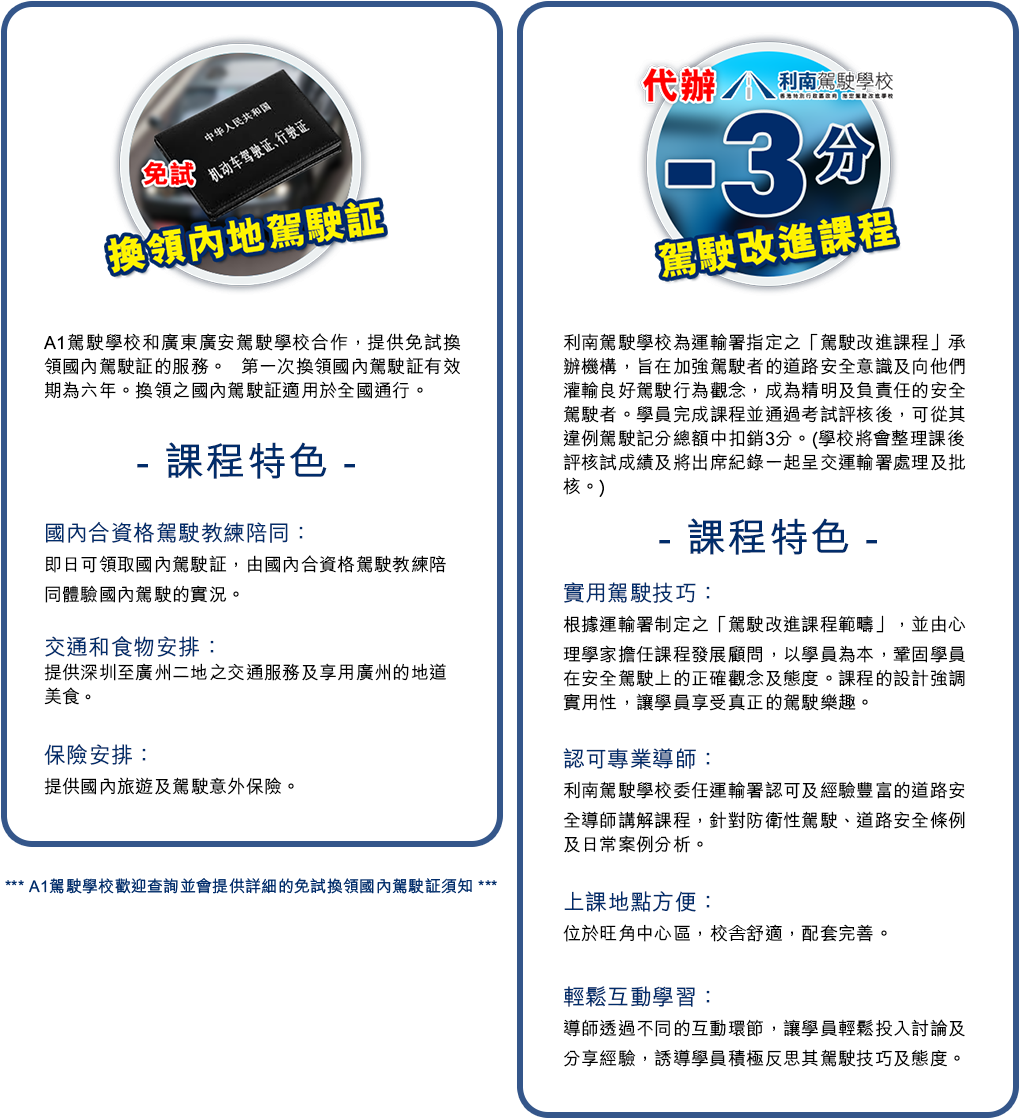 中华人民共和国
机动车驾驶证、行驶证
免試
換領內地駕駛証
A1駕駛學校和廣東廣安駕駛學校合作，提供免試換
領國內駕駛証的服務。 第一次換領國內駕駛証有效
期為六年。換領之國內駕駛証適用於全國通行。
- 課程特色 -
國內合資格駕駛教練陪同：
即日可領取國內駕駛証，由國內合資格駕駛教練陪
同體驗國內駕駛的實況。
交通和食物安排：
提供深圳至廣州二地之交通服務及享用廣州的地道
美食。
保險安排：
提供國內旅遊及駕駛意外保險。
*** A1駕駛學校歡迎查詢並會提供詳細的免試換領國內駕駛証須知 ***
代辦 利南駕駛學校
-3分
駕駛改進課程
利南駕駛學校為運輸署指定之「駕駛改進課程」承
辦機構，旨在加強駕駛者的道路安全意識及向他們
灌輸良好駕駛行為觀念，成為精明及負責任的安全
駕駛者。學員完成課程並通過考試評核後，可從其
違例駕駛記分總額中扣銷3分。(學校將會整理課後
評核試成績及將出席紀錄一起呈交運輸署處理及批
核。)
- 課程特色 -
實用駕駛技巧：
根據運輸署制定之「駕駛改進課程範疇」，並由心
理學家擔任課程發展顧問，以學員為本，鞏固學員
在安全駕駛上的正確觀念及態度。課程的設計強調
實用性，讓學員享受真正的駕駛樂趣。
認可專業導師：
利南駕駛學校委任運輸署認可及經驗豐富的道路安
全導師講解課程，針對防衛性駕駛、道路安全條例
及日常案例分析。
上課地點方便：
位於旺角中心區，校舍舒適，配套完善。
輕鬆互動學習：
導師透過不同的互動環節，讓學員輕鬆投入討論及
分享經驗，誘導學員積極反思其駕駛技巧及態度。